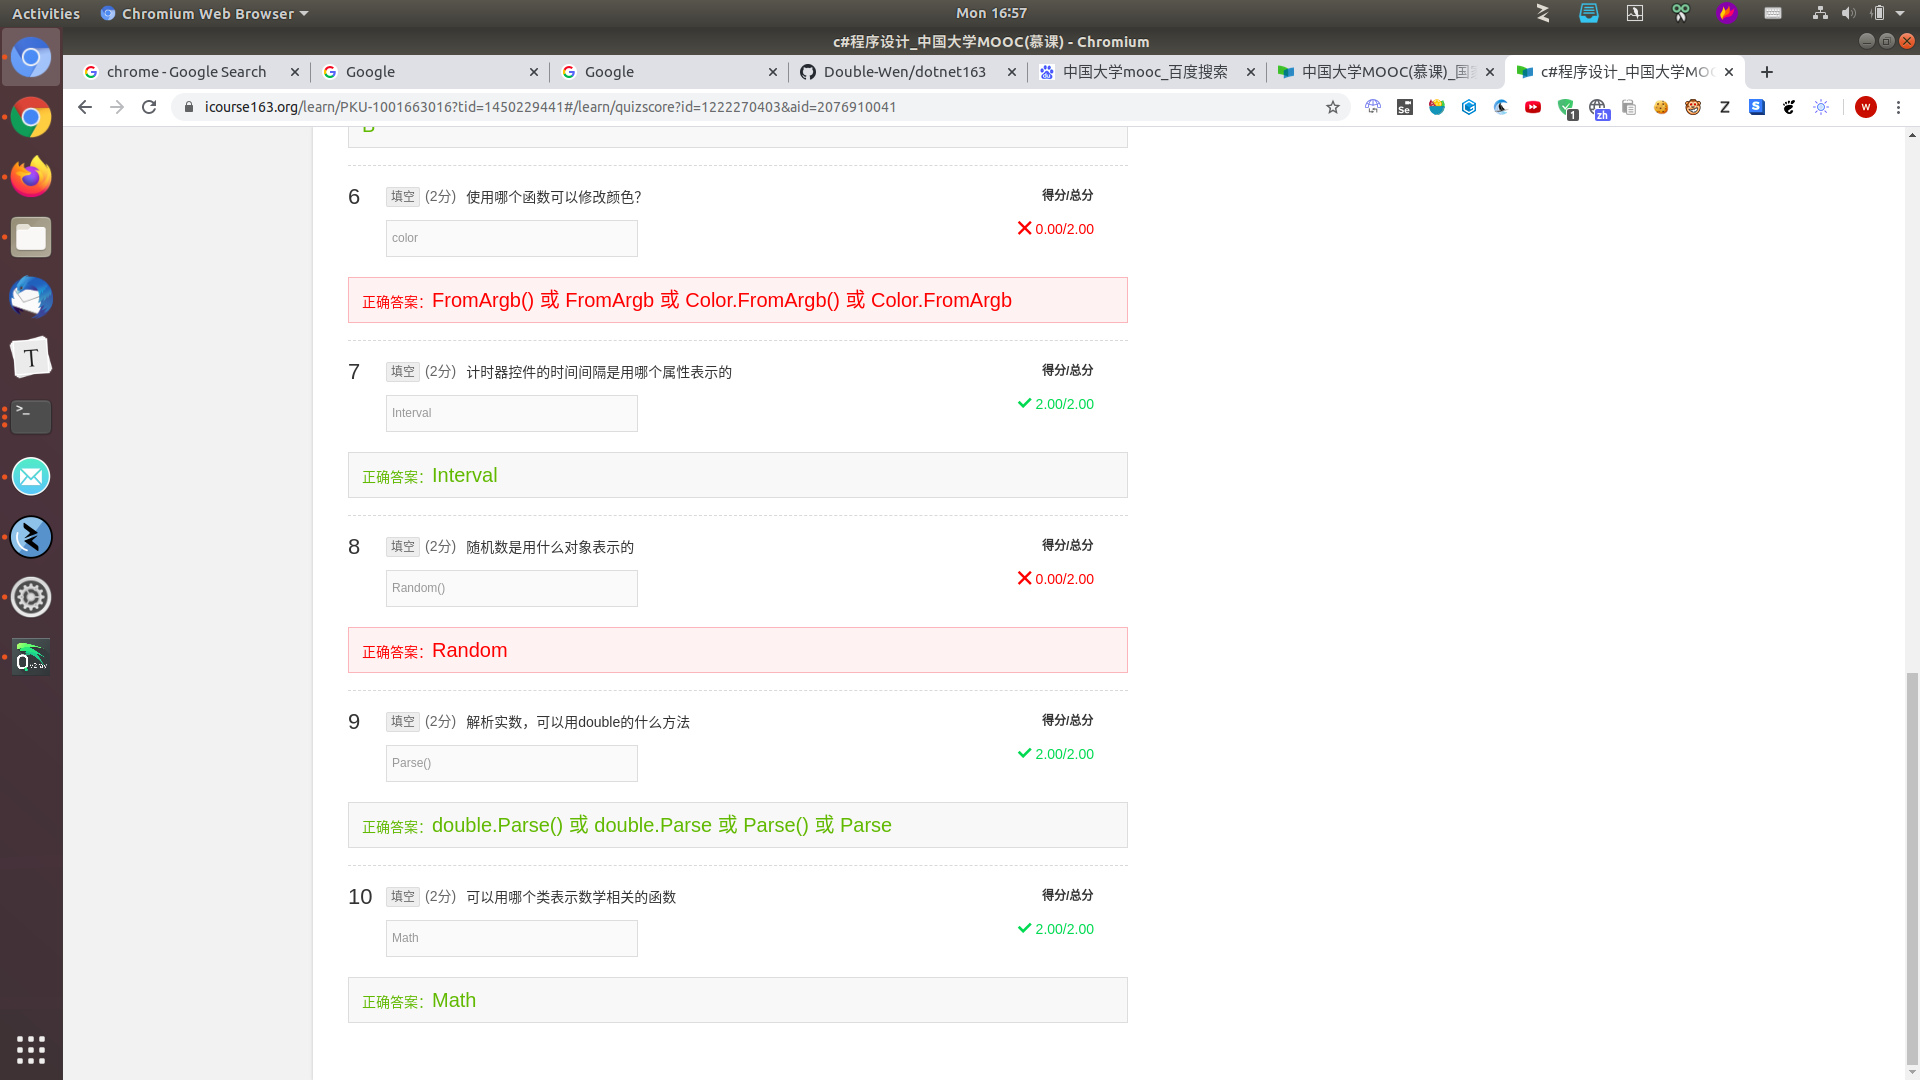 Activities
Chromium Web Browser
Mon 16:57
c#程序设计_中国大学MOOC(慕课) - Chromium
chrome - Google Search
Google
Google
Double-Wen/dotnet163
中国大学mooc_百度搜索
中国大学MOOC(慕课)_国
c#程序设计_中国大学MOO
icourse163.org/learn/PKU-1001663016?tid=1450229441#/learn/quizscore?id=1222270403&aid=2076910041
6
填空
(2分)
使用哪个函数可以修改颜色？
得分/总分
color
0.00/2.00
正确答案：FromArgb() 或 FromArgb 或 Color.FromArgb() 或 Color.FromArgb
7
填空
(2分)
计时器控件的时间间隔是用哪个属性表示的
得分/总分
Interval
2.00/2.00
正确答案：Interval
8
填空
(2分)
随机数是用什么对象表示的
得分/总分
Random()
0.00/2.00
正确答案：Random
9
填空
(2分)
解析实数，可以用double的什么方法
得分/总分
Parse()
2.00/2.00
正确答案：double.Parse() 或 double.Parse 或 Parse() 或 Parse
10
填空
(2分)
可以用哪个类表示数学相关的函数
得分/总分
Math
2.00/2.00
正确答案：Math